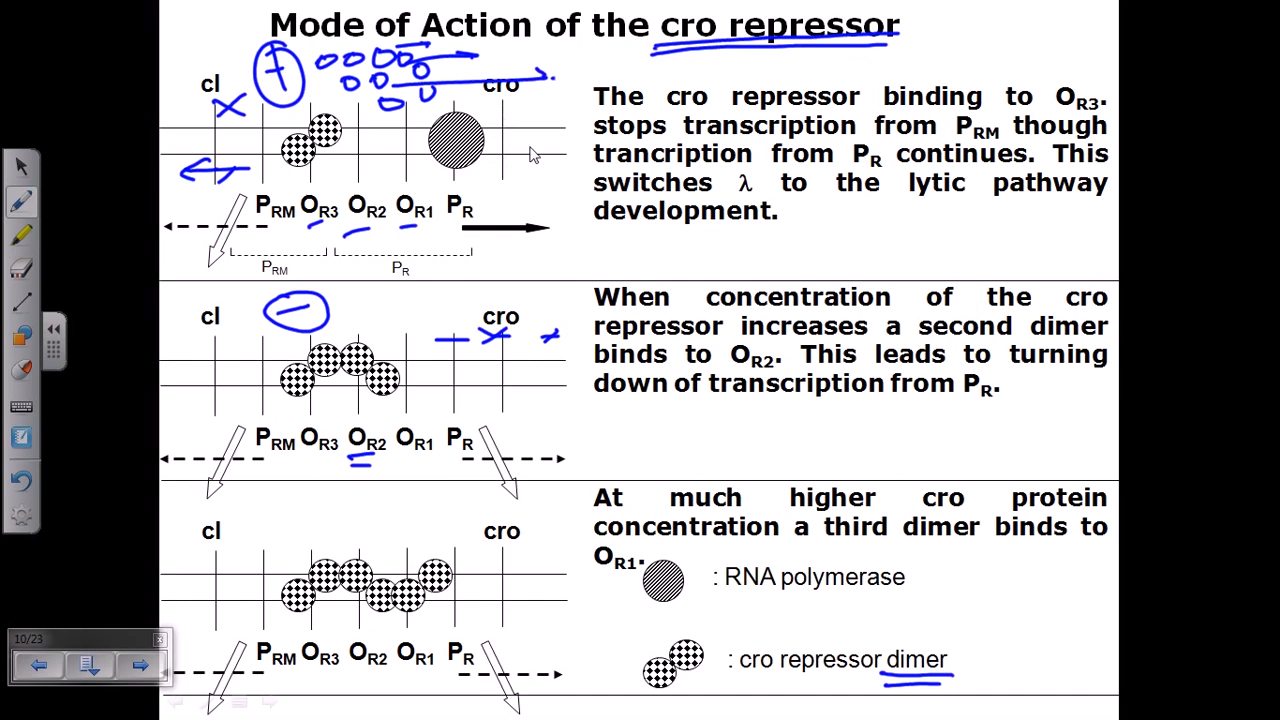 Mode of Action of the cro repressor
cI cro
PRM OR3 OR2 OR1 PR
PRM PR
The cro repressor binding to OR3.
stops transcription from PRM though
trancription from PR continues. This
switches λ to the lytic pathway
development.
cI cro
PRM OR3 OR2 OR1 PR
When concentration of the cro
repressor increases a second dimer
binds to OR2. This leads to turning
down of transcription from PR.
cI cro
PRM OR3 OR2 OR1 PR
At much higher cro protein
concentration a third dimer binds to
OR1.
: RNA polymerase
: cro repressor dimer
10/23